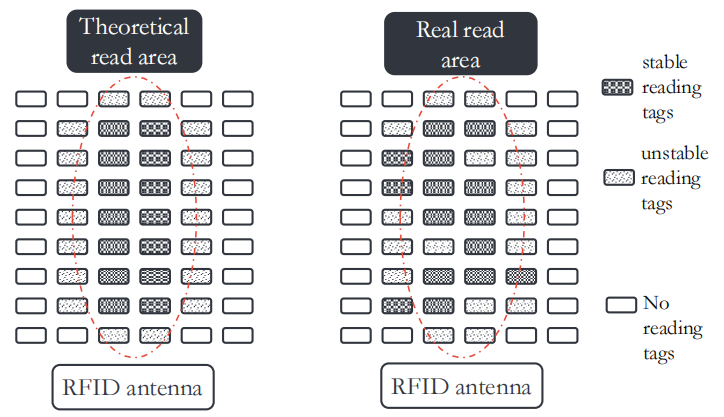 Theoretical
read area
Real read
area
stable
reading
tags
unstable
reading
tags
No
reading
tags
RFID antenna
RFID antenna